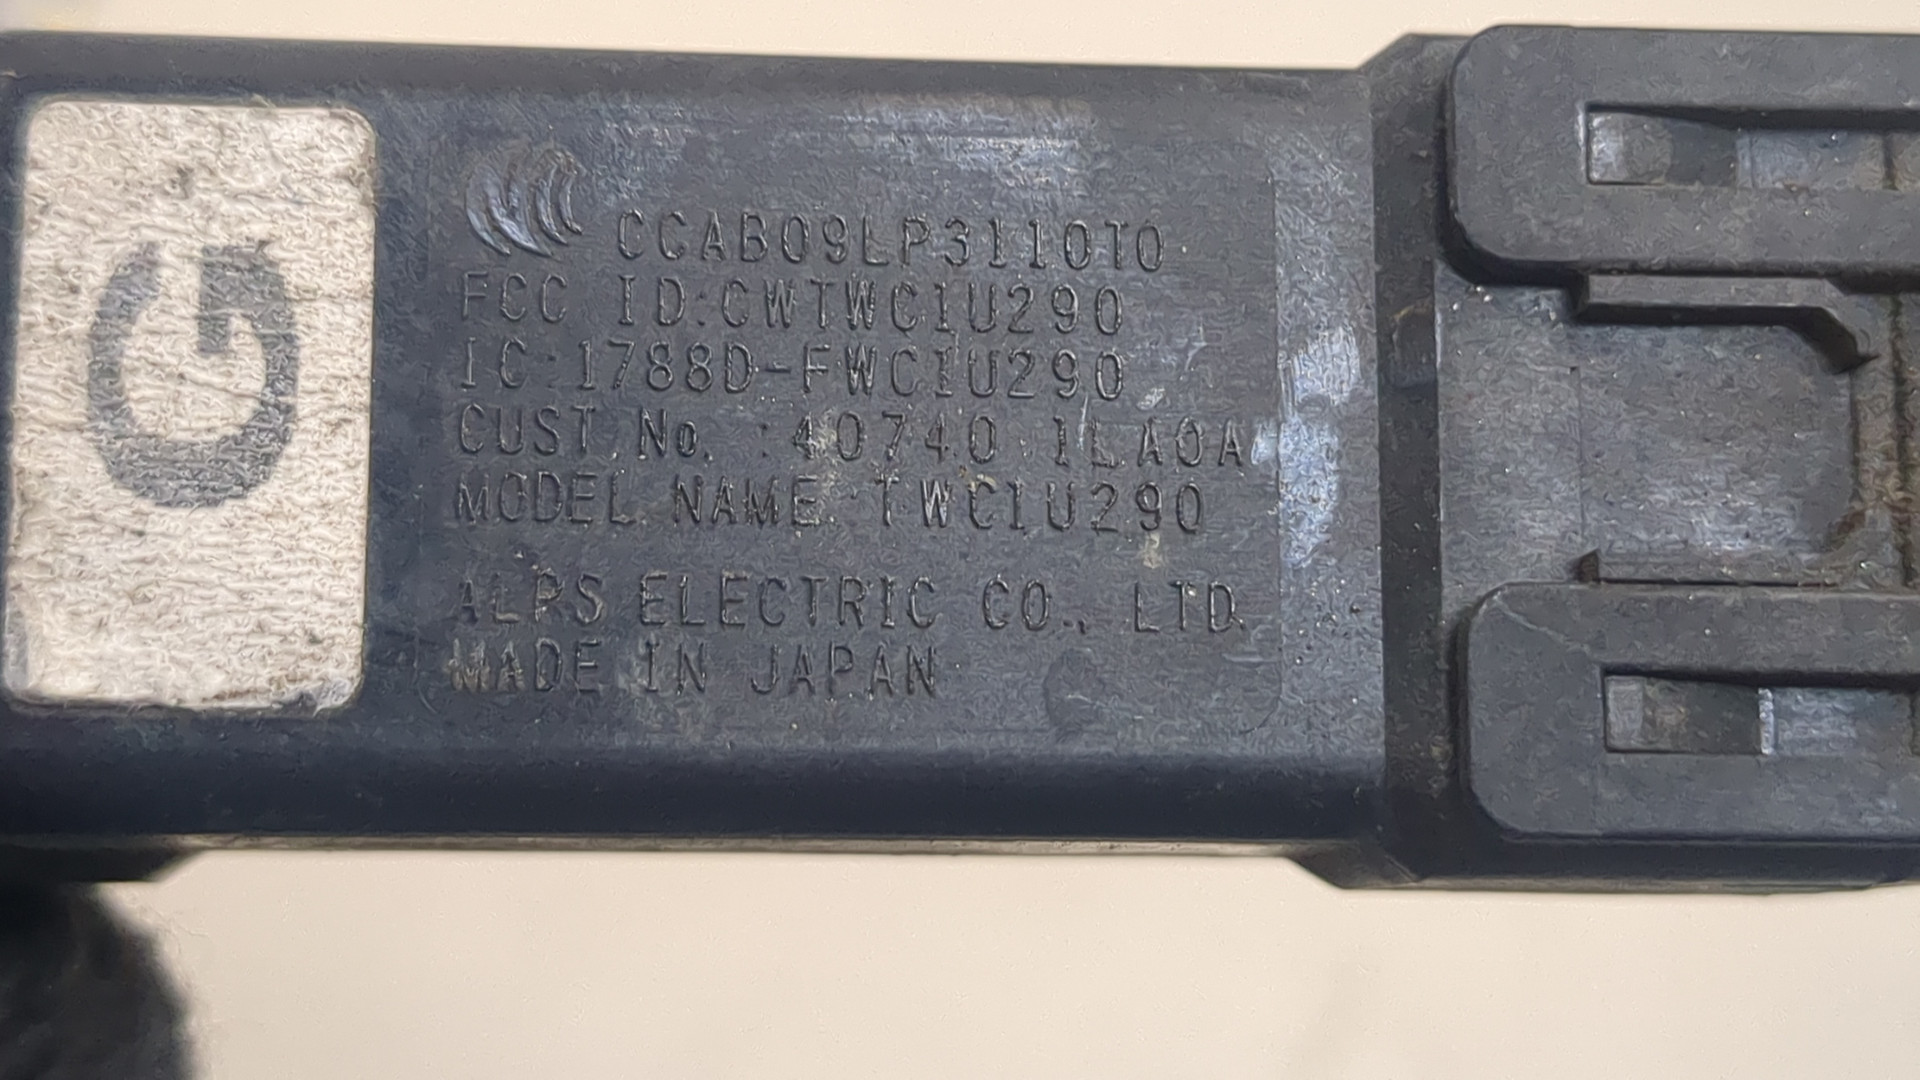 G
CCAB09LP3110T0
FCC ID:CWTWC1U290
IC:1788D-FWC1U290
CUST.No. :40740 1LA0A
MODEL NAME:TWC1U290
ALPS ELECTRIC CO., LTD.
MADE IN JAPAN